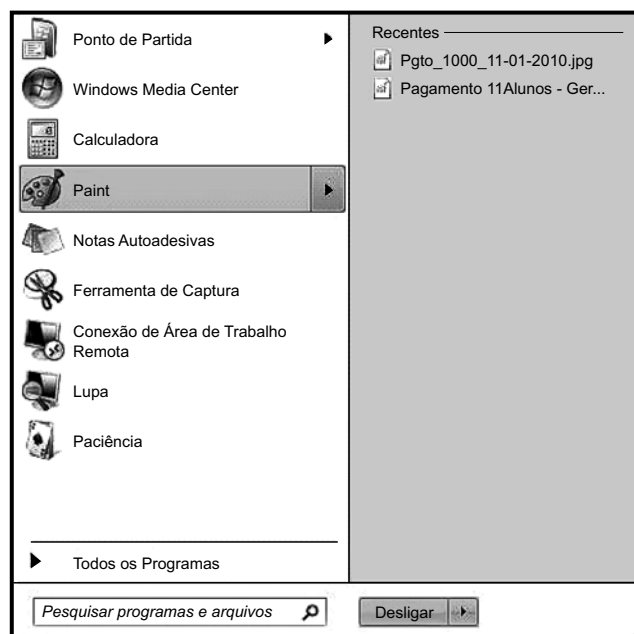 Ponto de Partida
Windows Media Center
Calculadora
Paint
Notas Autoadesivas
Ferramenta de Captura
Conexão de Área de Trabalho
Remota
Lupa
Paciência
Todos os Programas
Pesquisar programas e arquivos
Recentes
Pgto_1000_11-01-2010.jpg
Pagamento 11Alunos - Ger...
Desligar